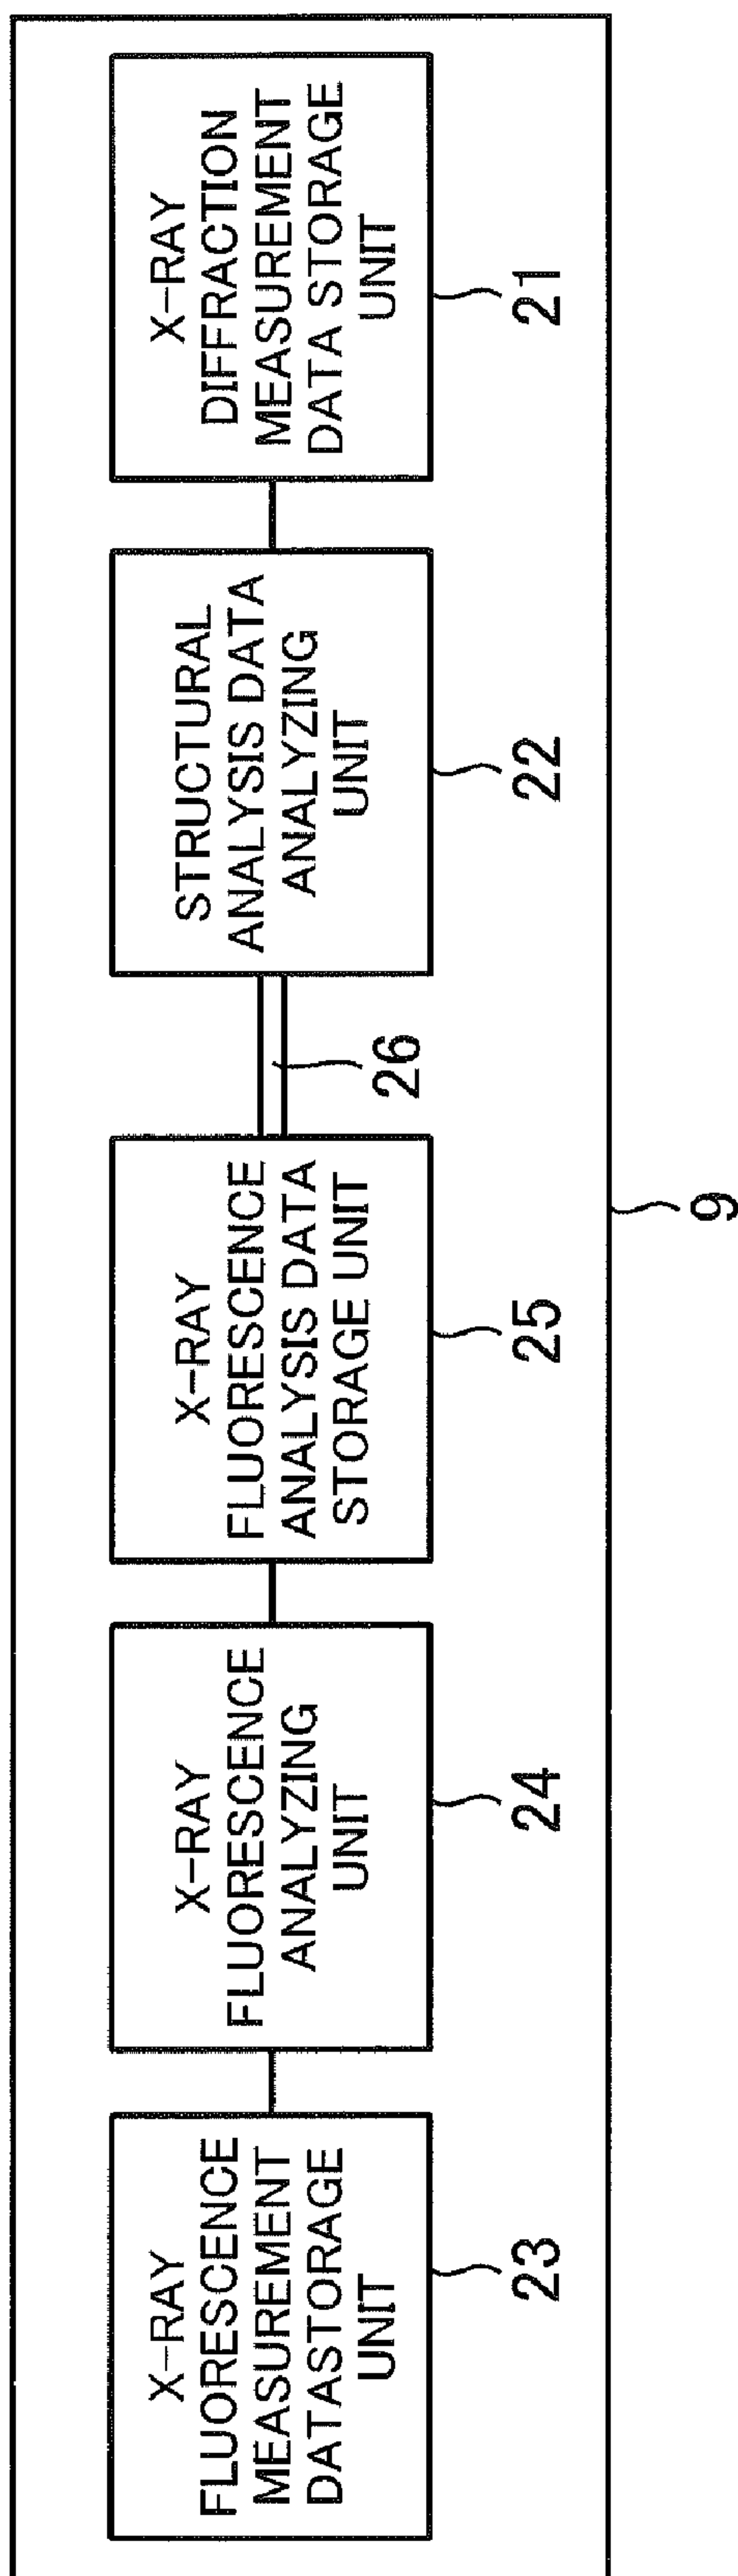 X-RAY
FLUORESCENCE
MEASUREMENT
DATASTORAGE
UNIT
23
X-RAY
FLUORESCENCE
ANALYZING
UNIT
24
X-RAY
FLUORESCENCE
ANALYSIS DATA
STORAGE UNIT
25
26
STRUCTURAL
ANALYSIS DATA
ANALYZING
UNIT
22
X-RAY
DIFFRACTION
MEASUREMENT
DATA STORAGE
UNIT
21
9